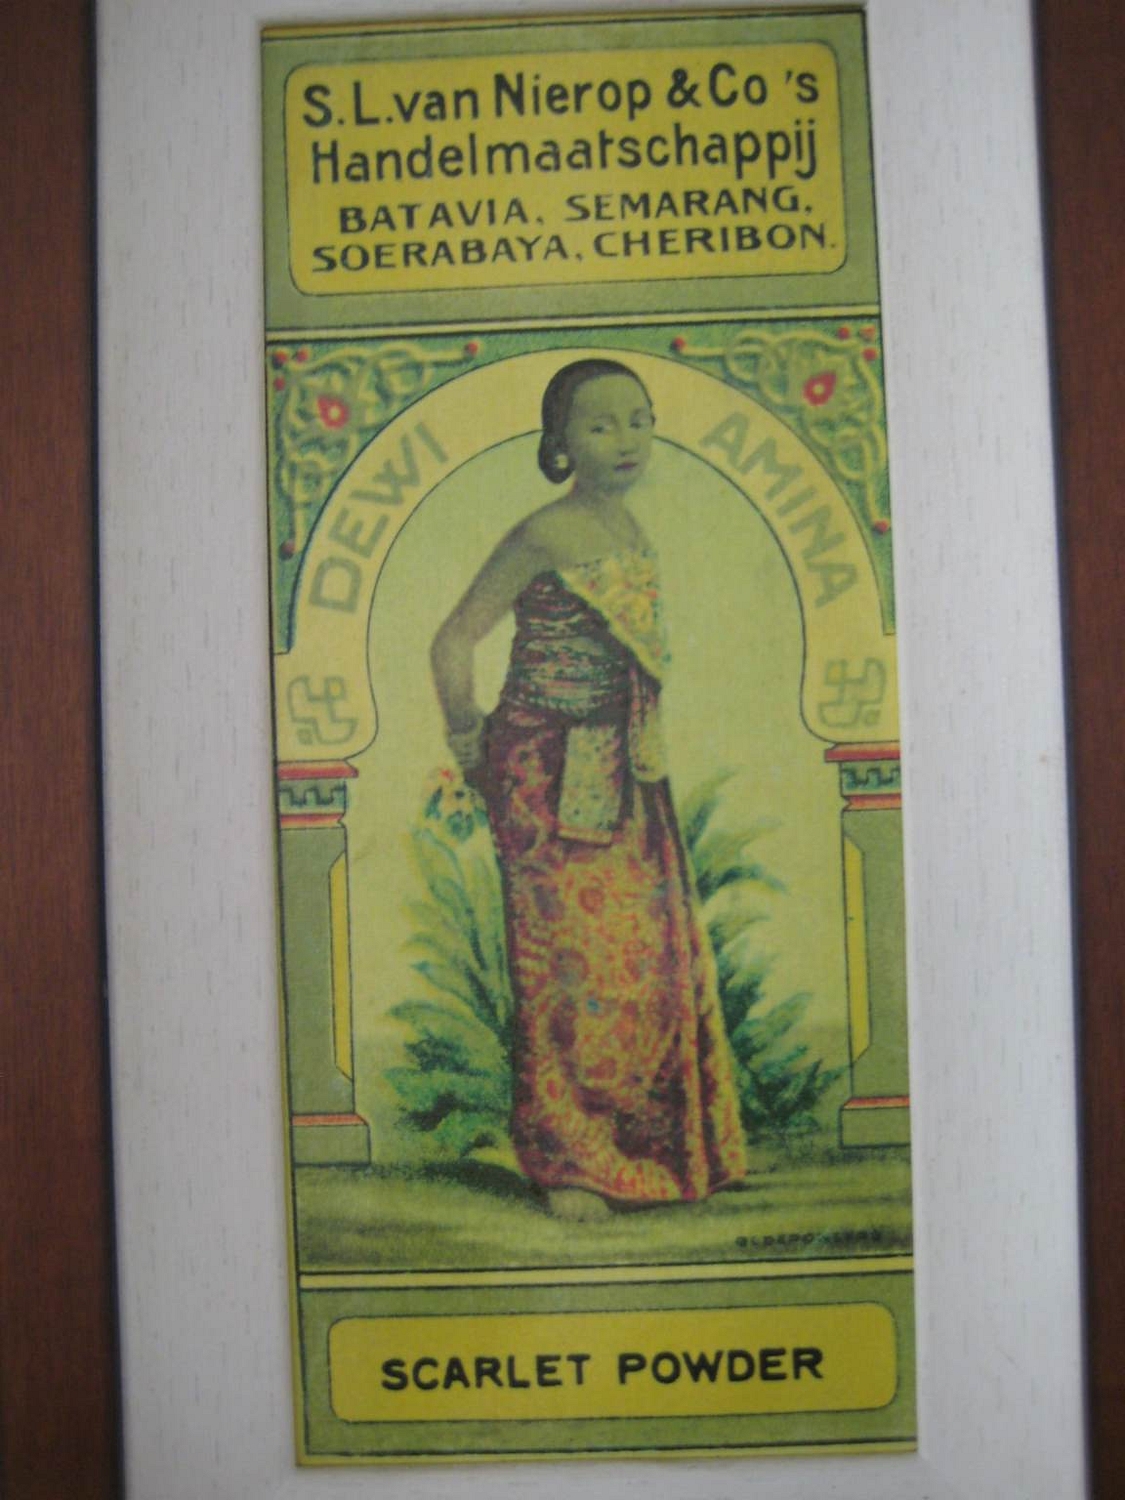 S.L.van Nierop & Co 's
Handelmaatschappij
BATAVIA, SEMARANG,
SOERABAYA, CHERIBON.
DEWI AMINA
SCARLET POWDER